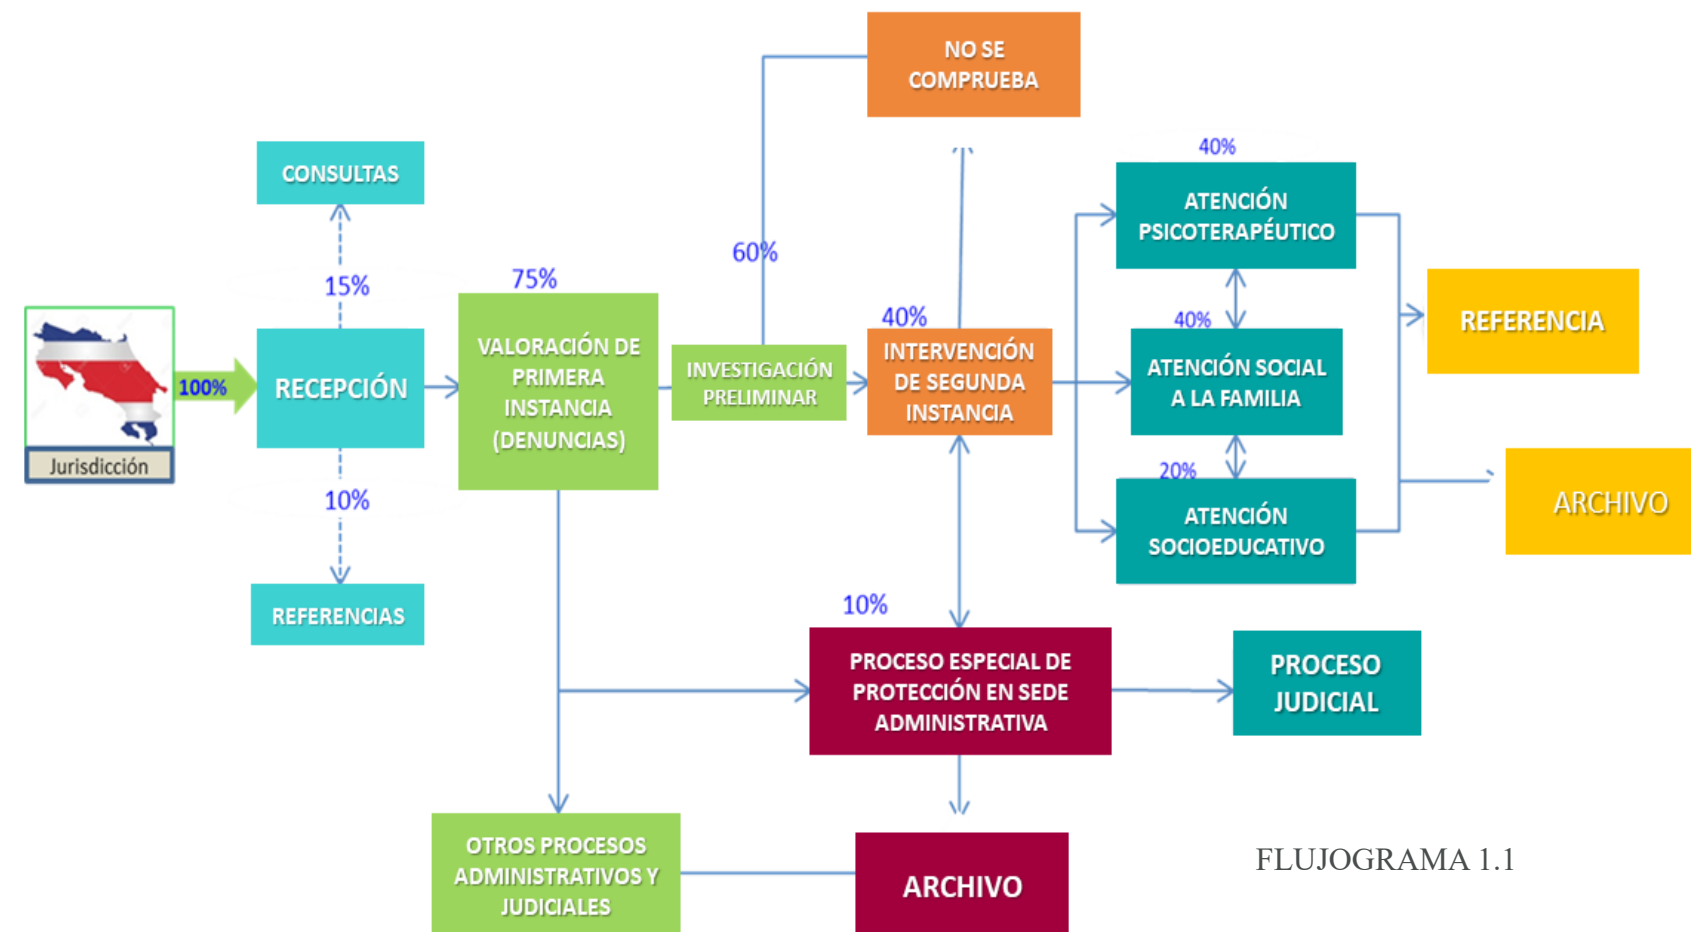 NO SE
COMPRUEBA
CONSULTAS
15%
75%
60%
40%
40%
ATENCIÓN
PSICOTERAPÉUTICO
Jurisdicción
100%
RECEPCIÓN
VALORACIÓN DE
PRIMERA
INSTANCIA
(DENUNCIAS)
INVESTIGACIÓN
PRELIMINAR
INTERVENCIÓN
DE SEGUNDA
INSTANCIA
40%
ATENCIÓN SOCIAL
A LA FAMILIA
REFERENCIA
20%
ATENCIÓN
SOCIOEDUCATIVO
ARCHIVO
10%
REFERENCIAS
10%
PROCESO ESPECIAL DE
PROTECCIÓN EN SEDE
ADMINISTRATIVA
PROCESO
JUDICIAL
OTROS PROCESOS
ADMINISTRATIVOS Y
JUDICIALES
ARCHIVO
FLUJOGRAMA 1.1